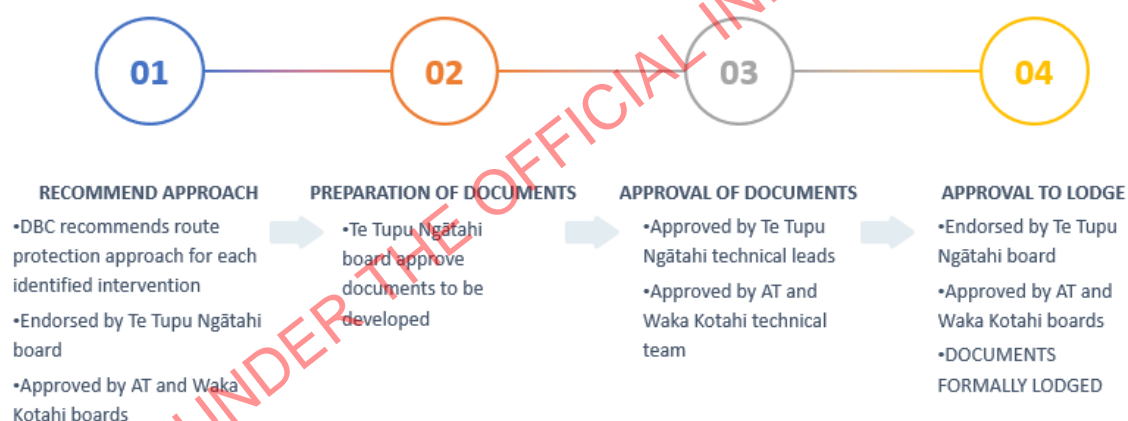 01
02
03
04
RECOMMEND APPROACH
•DBC recommends route
protection approach for each
identified intervention
•Endorsed by Te Tupu Ngātahi
board
•Approved by AT and Waka
Kotahi boards
PREPARATION OF DOCUMENTS
•Te Tupu Ngātahi
board approve
documents to be
developed
APPROVAL OF DOCUMENTS
•Approved by Te Tupu
Ngātahi technical leads
•Approved by AT and
Waka Kotahi technical
team
APPROVAL TO LODGE
•Endorsed by Te Tupu
Ngātahi board
•Approved by AT and
Waka Kotahi boards
•DOCUMENTS
FORMALLY LODGED
UNDER THE OFFICIAL